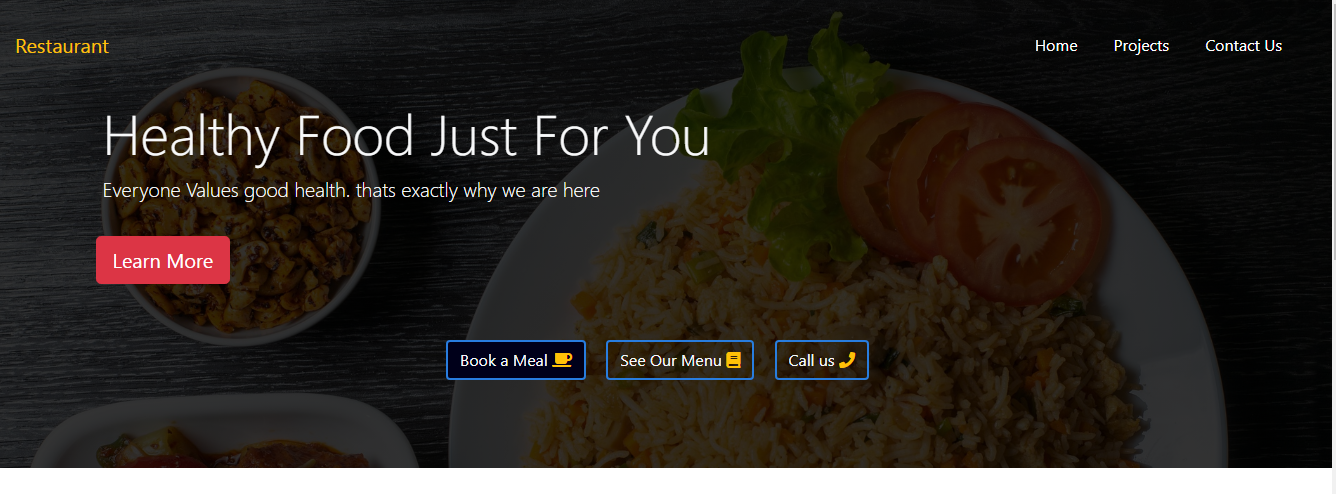 Restaurant
Home Projects Contact Us
Healthy Food Just For You
Everyone Values good health. thats exactly why we are here
Learn More
Book a Meal See Our Menu Call us